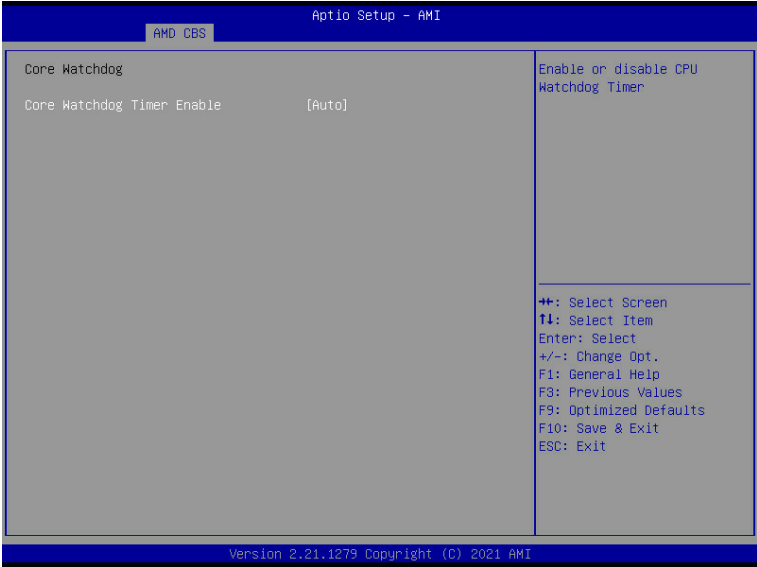 Aptio Setup - AMI
AMD CBS
Core Watchdog
Core Watchdog Timer Enable [Auto]
Enable or disable CPU
Watchdog Timer
→←: Select Screen
↑↓: Select Item
Enter: Select
+/-: Change Opt.
F1: General Help
F3: Previous Values
F9: Optimized Defaults
F10: Save & Exit
ESC: Exit
Version 2.21.1279 Copyright (C) 2021 AMI